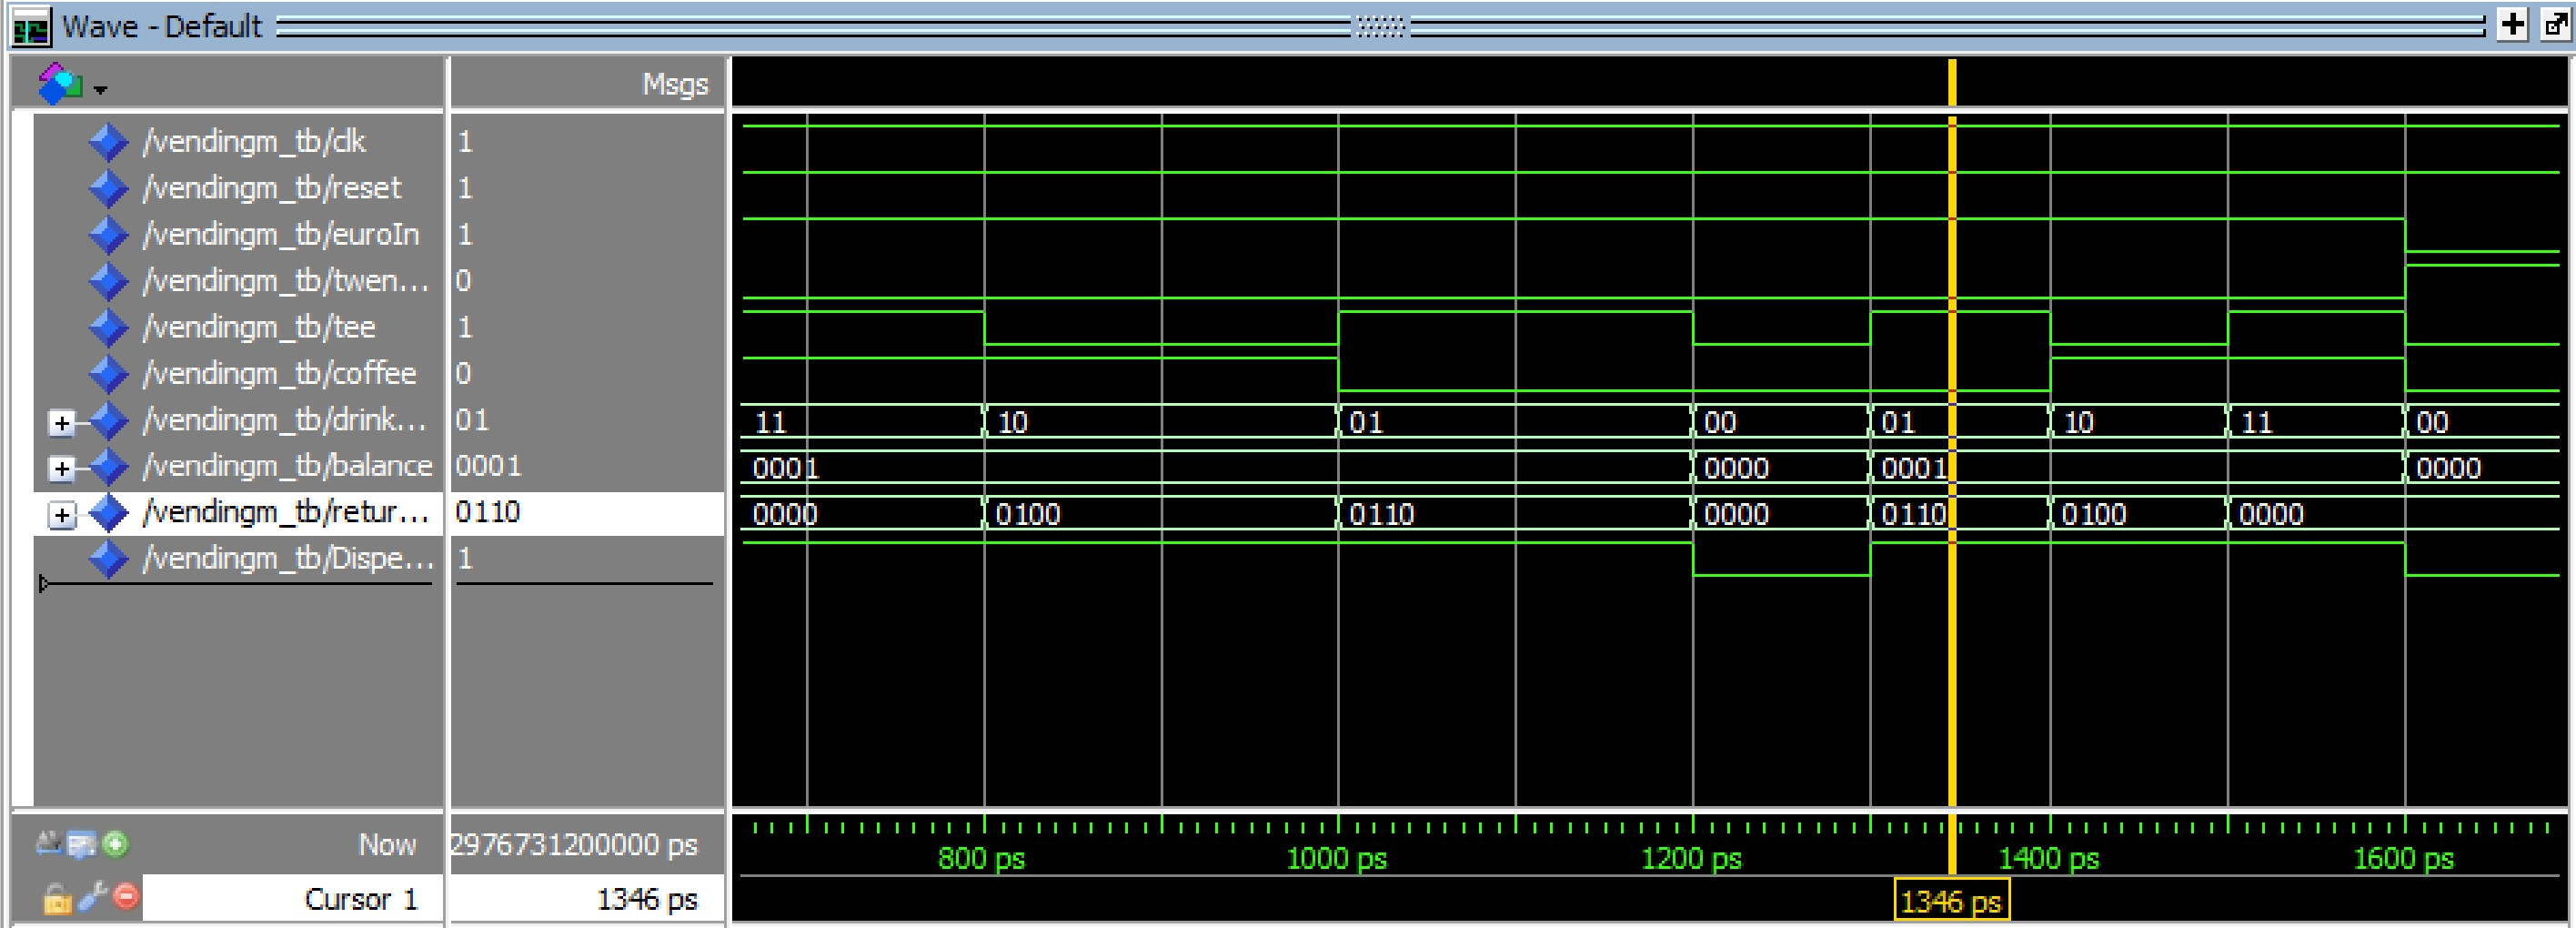 Wave - Default
Msgs
/vendingm_tb/clk 1
/vendingm_tb/reset 1
/vendingm_tb/euroIn 1
/vendingm_tb/twen... 0
/vendingm_tb/tee 1
/vendingm_tb/coffee 0
/vendingm_tb/drink... 01 11 10 01 00 01 10 11 00
/vendingm_tb/balance 0001 0001 0000 0001 0000
/vendingm_tb/retur... 0110 0000 0100 0110 0000 0110 0100 0000
/vendingm_tb/Dispe... 1
Now 2976731200000 ps 800 ps 1000 ps 1200 ps 1400 ps 1600 ps
Cursor 1 1346 ps 1346 ps